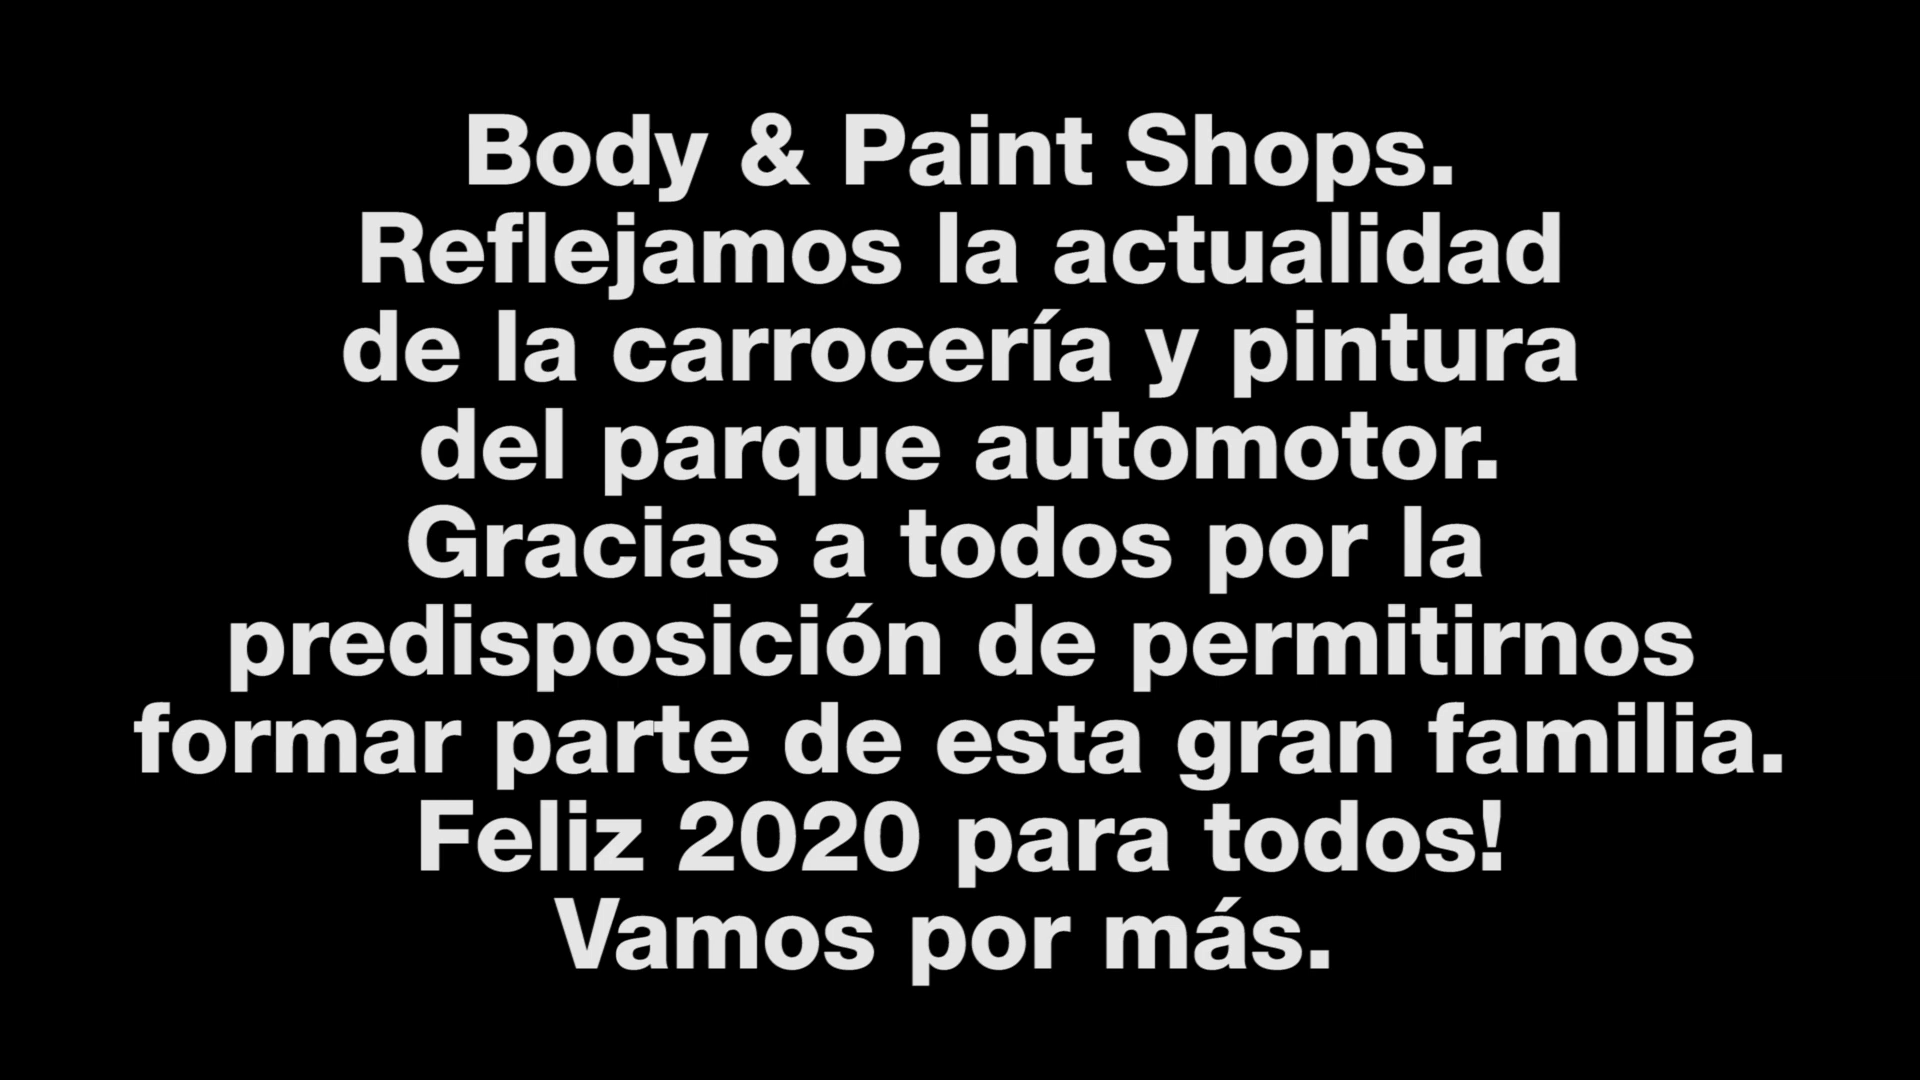 Body & Paint Shops.
Reflejamos la actualidad
de la carrocería y pintura
del parque automotor.
Gracias a todos por la
predisposición de permitirnos
formar parte de esta gran familia.
Feliz 2020 para todos!
Vamos por más.